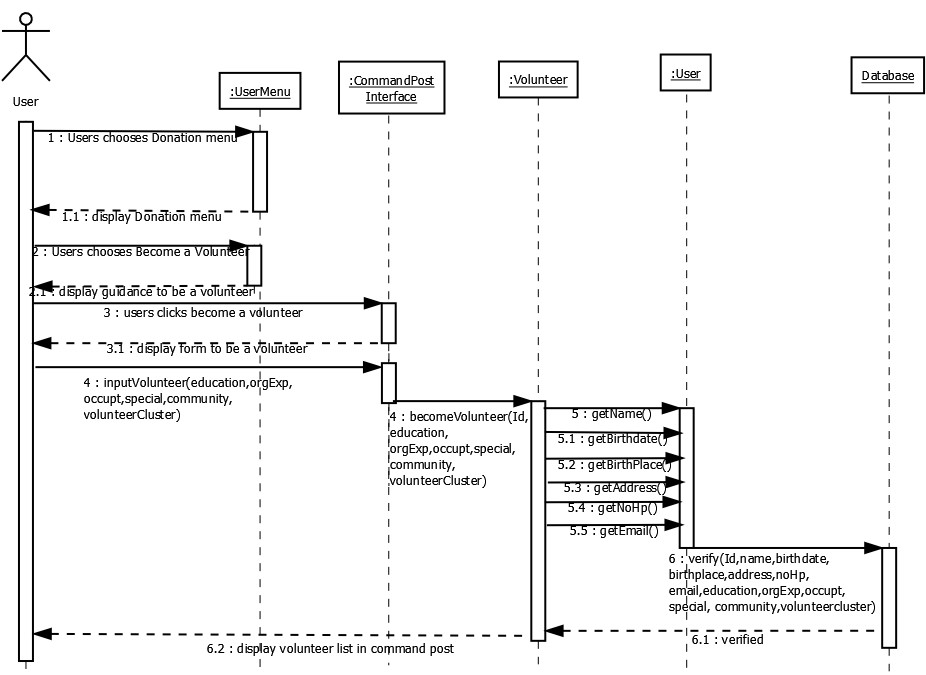 User
:UserMenu
:CommandPost
Interface
:Volunteer
:User
Database
1 : Users chooses Donation menu
1.1 : display Donation menu
2 : Users chooses Become a Volunteer
2.1 : display guidance to be a volunteer
3 : users clicks become a volunteer
3.1 : display form to be a volunteer
4 : inputVolunteer(education,orgExp,
occupt,special,community,
volunteerCluster)
4 : becomeVolunteer(Id,
education,
orgExp,occupt,special,
community,
volunteerCluster)
5 : getName()
5.1 : getBirthdate()
5.2 : getBirthPlace()
5.3 : getAddress()
5.4 : getNoHp()
5.5 : getEmail()
6 : verify(Id,name,birthdate,
birthplace,address,noHp,
email,education,orgExp,occupt,
special, community,volunteercluster)
6.1 : verified
6.2 : display volunteer list in command post